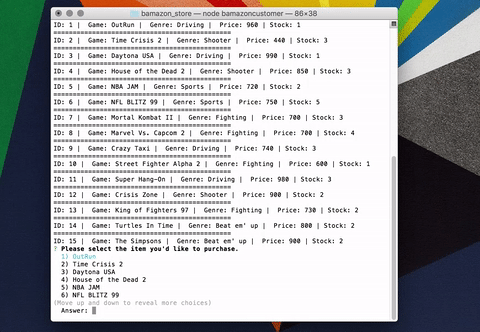 bamazon_store — node bamazoncustomer — 86×38
ID: 1 | Game: OutRun | Genre: Driving | Price: 960 | Stock: 1
==============================================
ID: 2 | Game: Time Crisis 2 | Genre: Shooter | Price: 440 | Stock: 3
==============================================
ID: 3 | Game: Daytona USA | Genre: Driving | Price: 990 | Stock: 1
==============================================
ID: 4 | Game: House of the Dead 2 | Genre: Shooter | Price: 850 | Stock: 3
==============================================
ID: 5 | Game: NBA JAM | Genre: Sports | Price: 720 | Stock: 2
==============================================
ID: 6 | Game: NFL BLITZ 99 | Genre: Sports | Price: 750 | Stock: 5
==============================================
ID: 7 | Game: Mortal Kombat II | Genre: Fighting | Price: 700 | Stock: 3
==============================================
ID: 8 | Game: Marvel Vs. Capcom 2 | Genre: Fighting | Price: 700 | Stock: 4
==============================================
ID: 9 | Game: Crazy Taxi | Genre: Driving | Price: 740 | Stock: 3
==============================================
ID: 10 | Game: Street Fighter Alpha 2 | Genre: Fighting | Price: 600 | Stock: 1
==============================================
ID: 11 | Game: Super Hang-On | Genre: Driving | Price: 980 | Stock: 3
==============================================
ID: 12 | Game: Crisis Zone | Genre: Shooter | Price: 900 | Stock: 2
==============================================
ID: 13 | Game: King of Fighters 97 | Genre: Fighting | Price: 730 | Stock: 2
==============================================
ID: 14 | Game: Turtles In Time | Genre: Beat em' up | Price: 800 | Stock: 2
==============================================
ID: 15 | Game: The Simpsons | Genre: Beat em' up | Price: 900 | Stock: 2
? Please select the item you'd like to purchase.
1) OutRun
2) Time Crisis 2
3) Daytona USA
4) House of the Dead 2
5) NBA JAM
6) NFL BLITZ 99
(Move up and down to reveal more choices)
Answer: